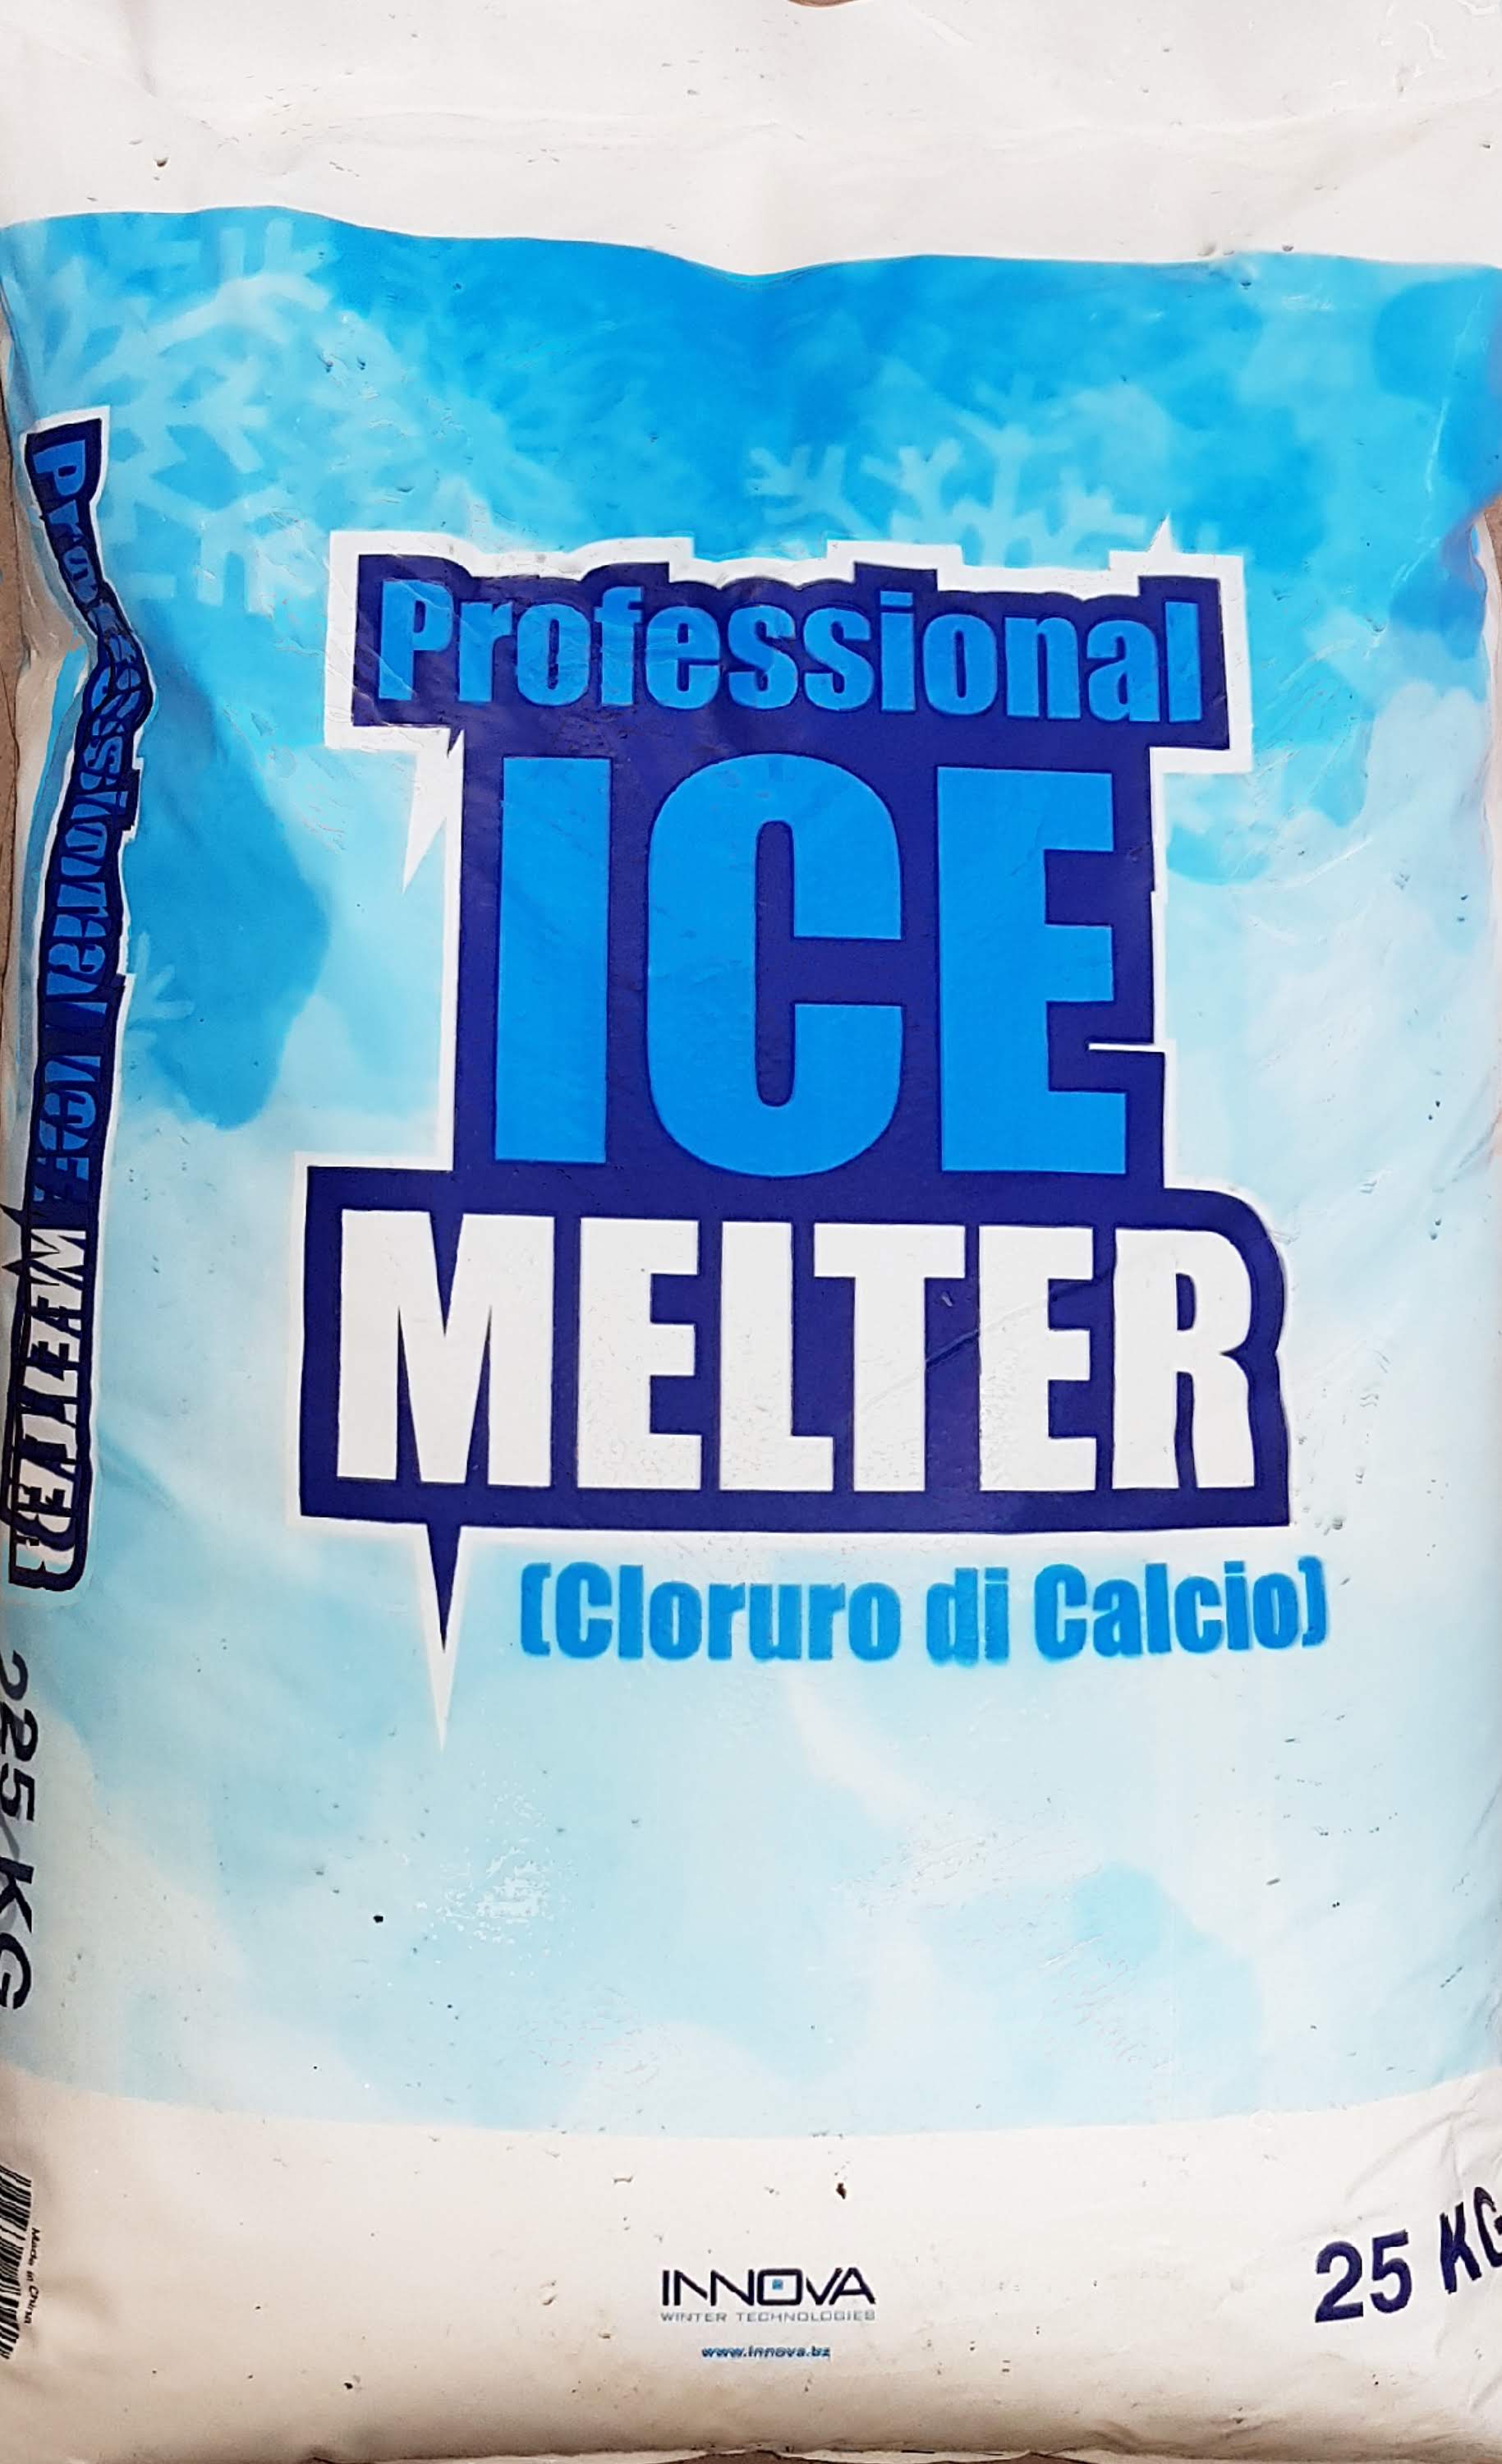 Professional
ICE
MELTER
(Cloruro di Calcio)
INNOVA
WINTER TECHNOLOGIES
www.innova.bz
25 KG
Professional ICE MELTER
25 KG
Made in China